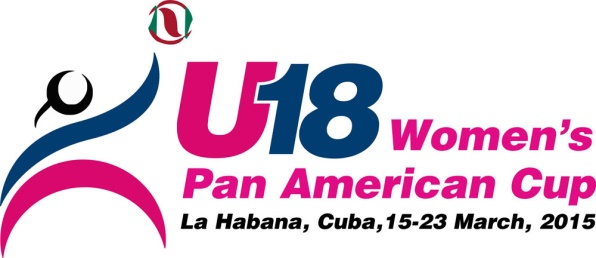 U18 Women's
Pan American Cup
La Habana, Cuba,15-23 March, 2015